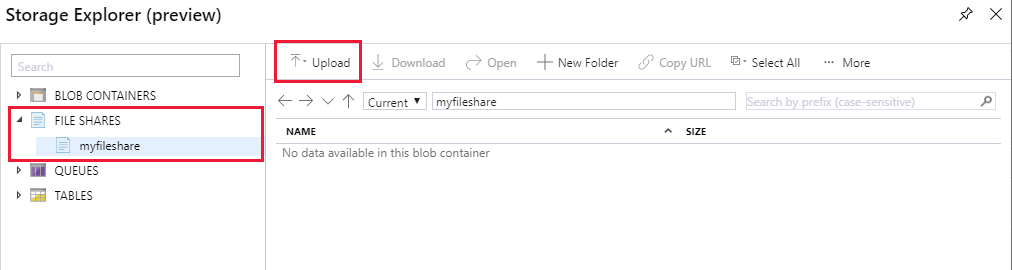 Storage Explorer (preview)
Search
BLOB CONTAINERS
FILE SHARES
myfileshare
QUEUES
TABLES
Upload Download Open New Folder Copy URL Select All ... More
Current myfileshare Search by prefix (case-sensitive)
NAME SIZE
No data available in this blob container